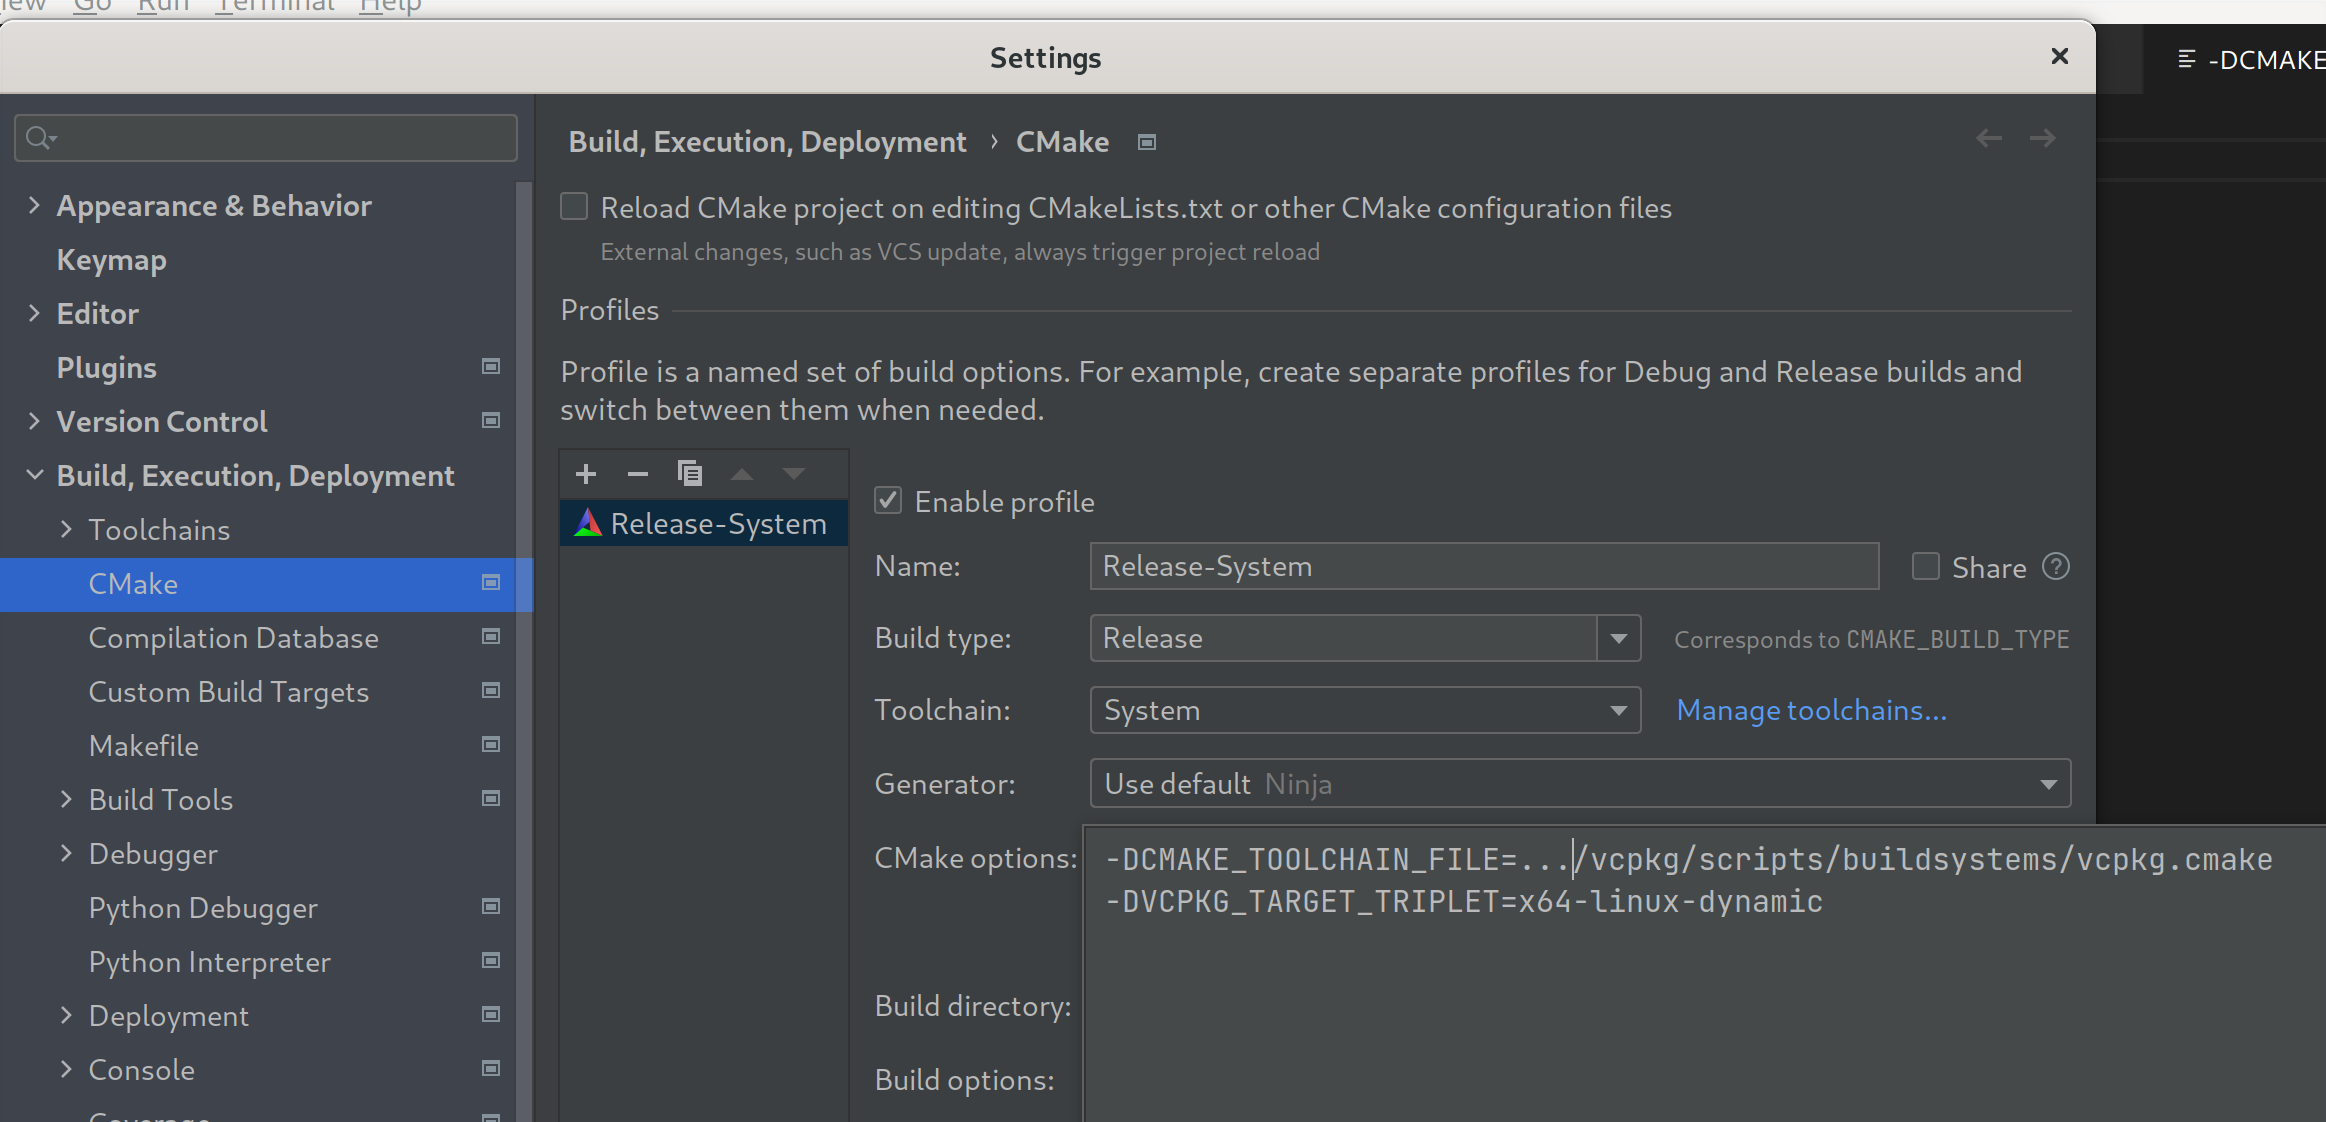 Go Run Terminal Help
Settings
-DCMAKE
Build, Execution, Deployment › CMake
Reload CMake project on editing CMakeLists.txt or other CMake configuration files
External changes, such as VCS update, always trigger project reload
Appearance & Behavior
Keymap
Editor
Plugins
Version Control
Build, Execution, Deployment
Toolchains
CMake
Compilation Database
Custom Build Targets
Makefile
Build Tools
Debugger
Python Debugger
Python Interpreter
Deployment
Console
Coverage
Profiles
Profile is a named set of build options. For example, create separate profiles for Debug and Release builds and
switch between them when needed.
Release-System
Enable profile
Name: Release-System Share ?
Build type: Release Corresponds to CMAKE_BUILD_TYPE
Toolchain: System Manage toolchains...
Generator: Use default Ninja
CMake options: -DCMAKE_TOOLCHAIN_FILE=.../vcpkg/scripts/buildsystems/vcpkg.cmake
-DVCPKG_TARGET_TRIPLET=x64-linux-dynamic
Build directory:
Build options: